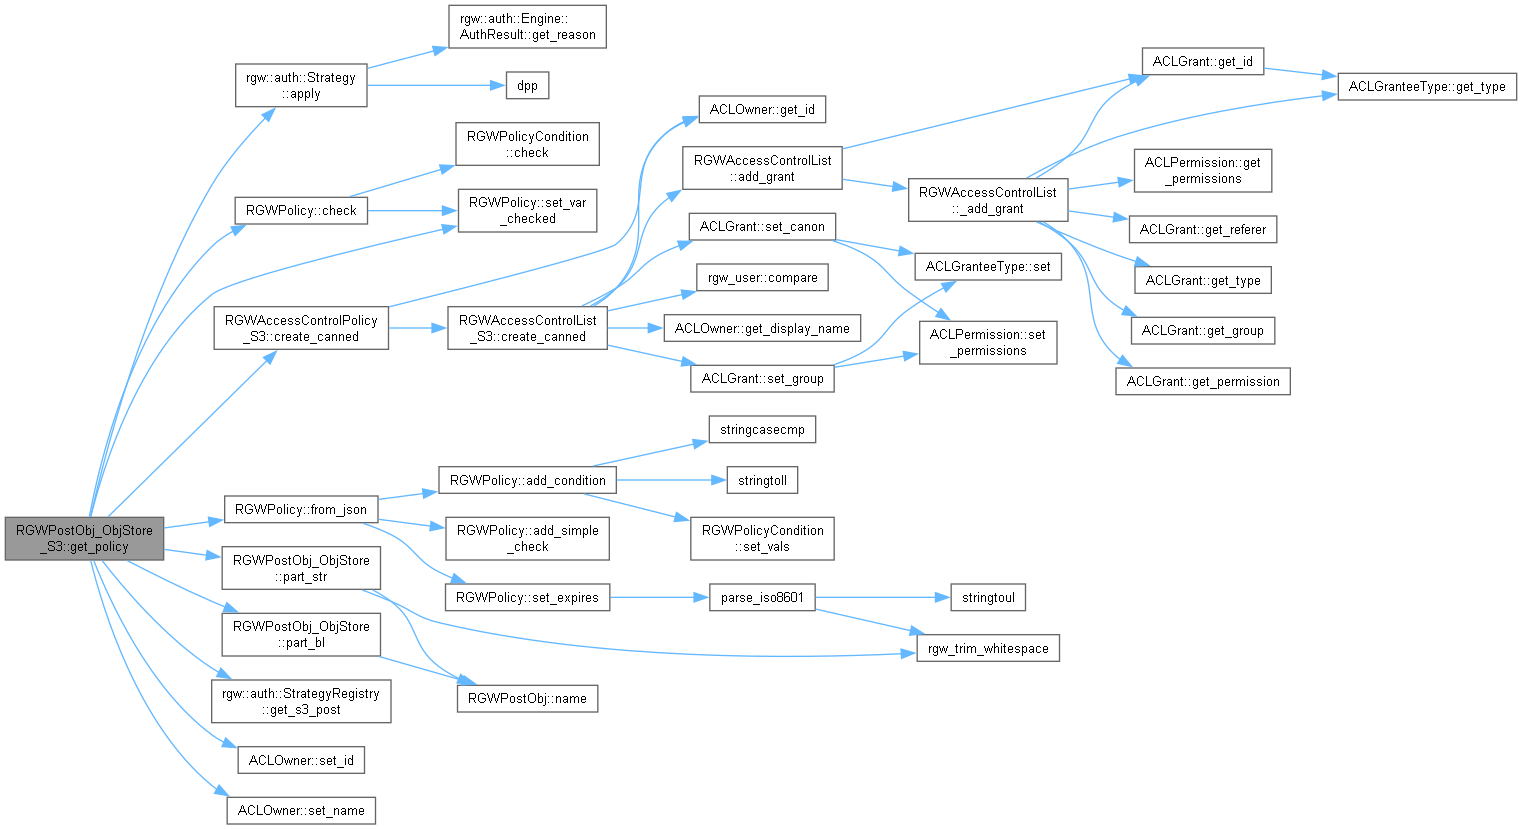 RGWPostObj_ObjStore
_S3::get_policy
rgw::auth::Strategy
::apply
rgw::auth::Engine::
AuthResult::get_reason
dpp
RGWPolicy::check
RGWPolicyCondition
::check
RGWPolicy::set_var
_checked
RGWAccessControlPolicy
_S3::create_canned
RGWAccessControlList
_S3::create_canned
ACLOwner::get_id
RGWAccessControlList
::add_grant
ACLGrant::set_canon
rgw_user::compare
ACLOwner::get_display_name
ACLGrant::set_group
RGWAccessControlList
::_add_grant
ACLGranteeType::set
ACLPermission::set
_permissions
ACLGrant::get_id
ACLGranteeType::get_type
ACLPermission::get
_permissions
ACLGrant::get_referer
ACLGrant::get_type
ACLGrant::get_group
ACLGrant::get_permission
RGWPolicy::from_json
RGWPolicy::add_condition
stringcasecmp
stringtoll
RGWPolicyCondition
::set_vals
RGWPolicy::add_simple
_check
RGWPolicy::set_expires
parse_iso8601
stringtoul
rgw_trim_whitespace
RGWPostObj_ObjStore
::part_str
RGWPostObj_ObjStore
::part_bl
RGWPostObj::name
rgw::auth::StrategyRegistry
::get_s3_post
ACLOwner::set_id
ACLOwner::set_name